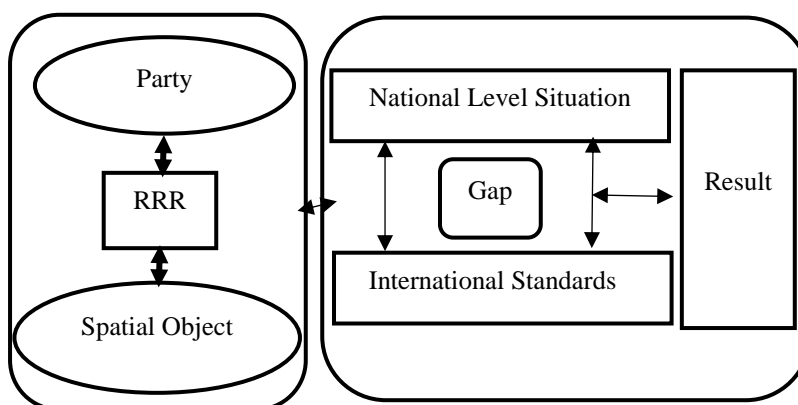 Party
RRR
Spatial Object
National Level Situation
Gap
International Standards
Result